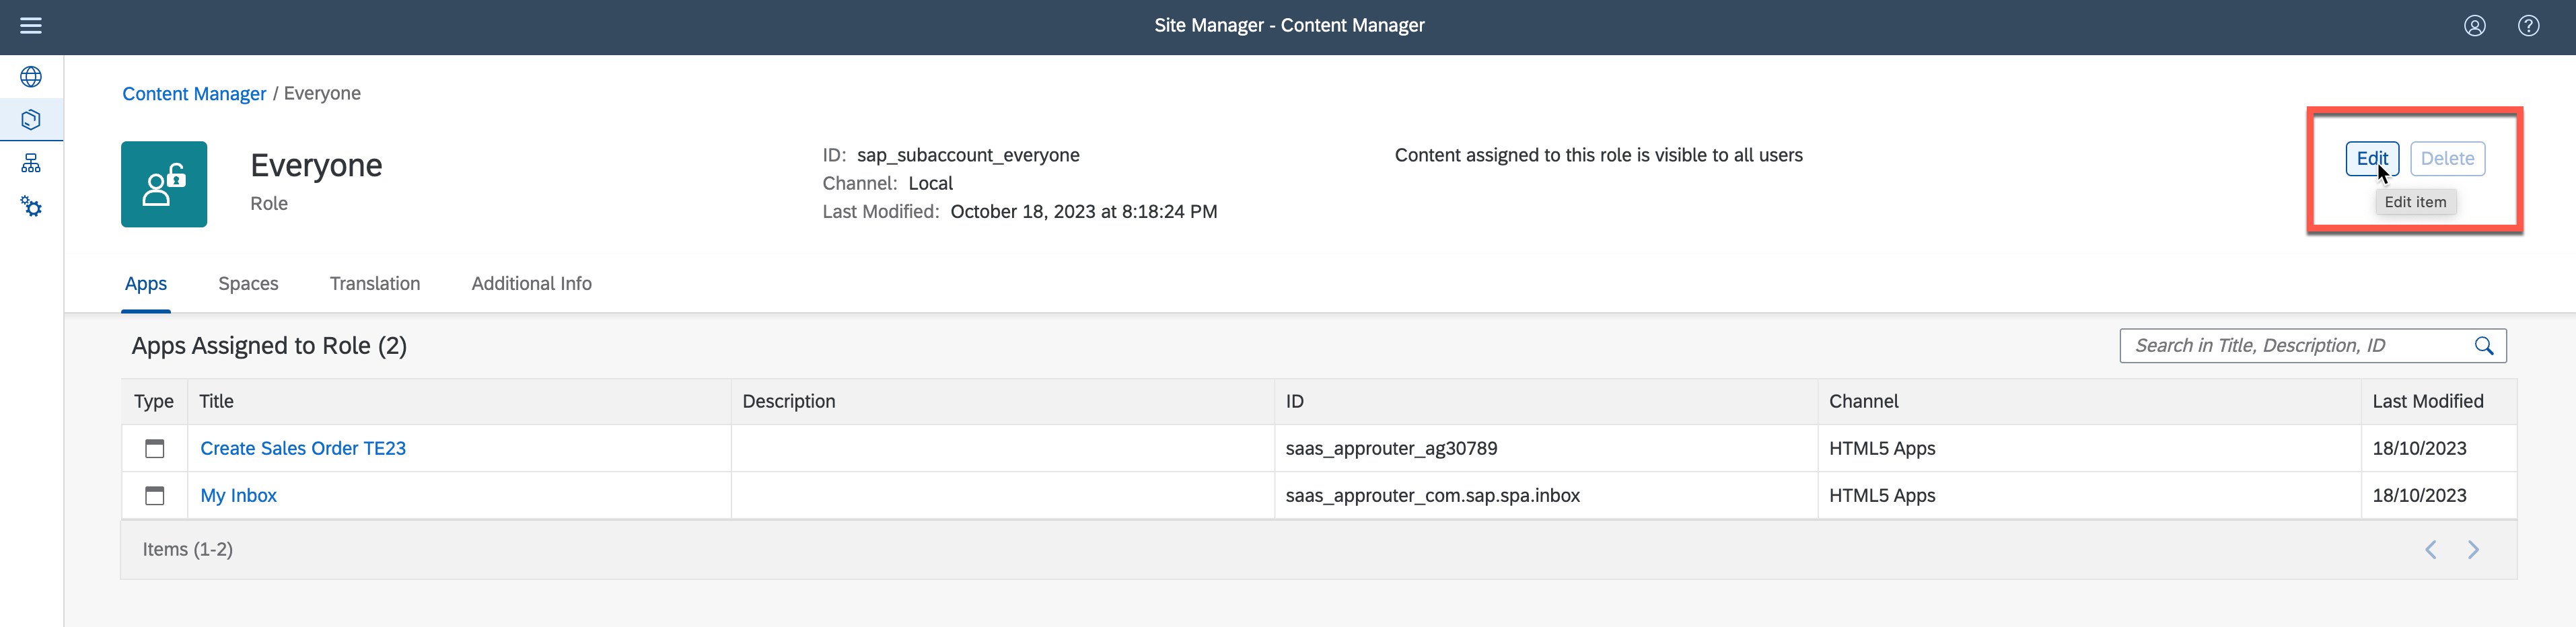 Site Manager - Content Manager
Content Manager / Everyone
Everyone
Role
ID: sap_subaccount_everyone
Channel: Local
Last Modified: October 18, 2023 at 8:18:24 PM
Content assigned to this role is visible to all users
Edit Delete
Edit item
Apps Spaces Translation Additional Info
Apps Assigned to Role (2)
Search in Title, Description, ID
Type Title Description ID Channel Last Modified
Create Sales Order TE23 saas_approuter_ag30789 HTML5 Apps 18/10/2023
My Inbox saas_approuter_com.sap.spa.inbox HTML5 Apps 18/10/2023
Items (1-2)